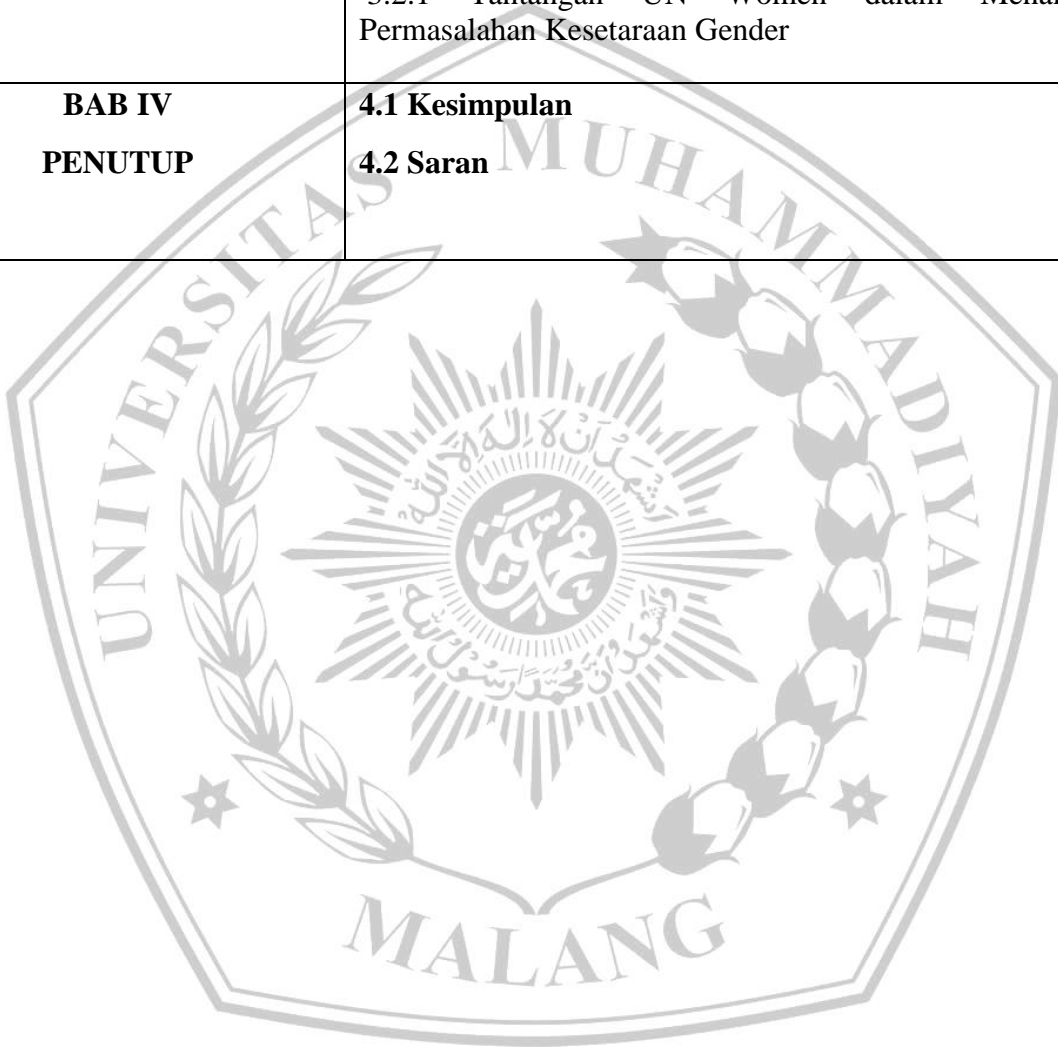 3.2.1 Tantangan UN Women dalam
Permasalahan Kesetaraan Gender
BAB IV
PENUTUP
4.1 Kesimpulan
4.2 Saran
UNIVERSITAS MUHAMMADIYAH
MALANG